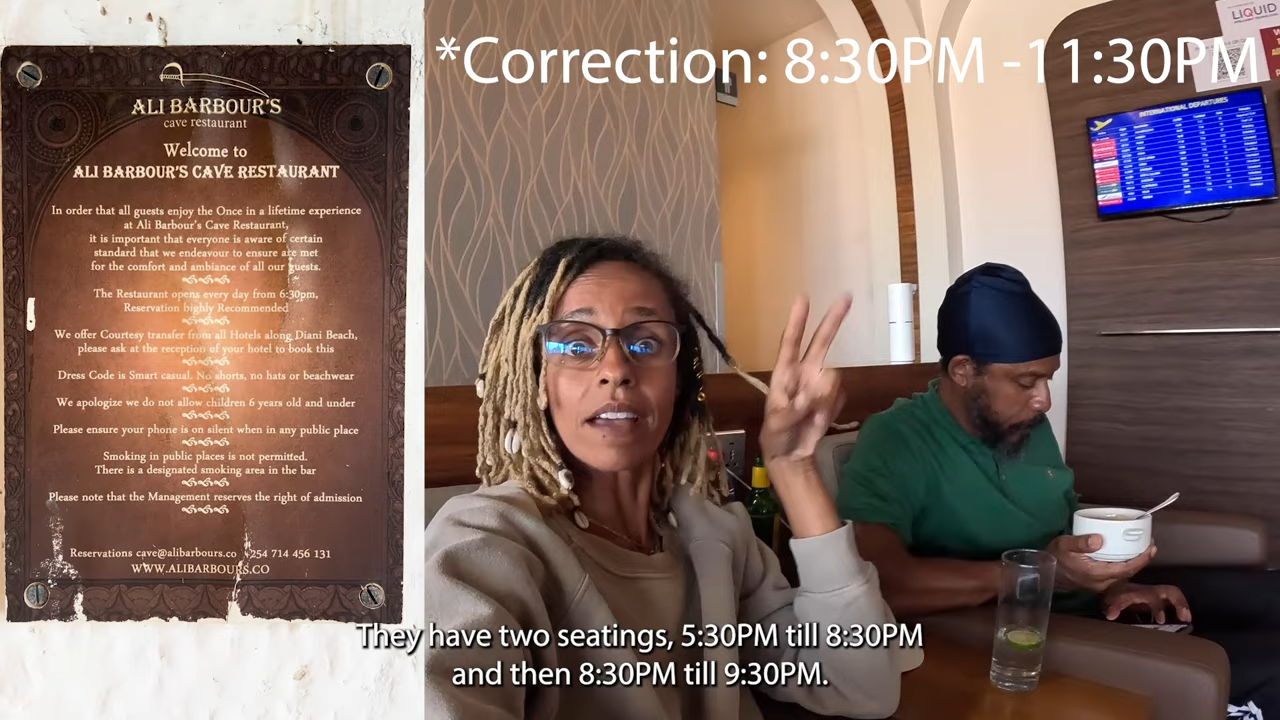 *Correction: 8:30PM -11:30PM
ALI BARBOUR'S
cave restaurant
Welcome to
ALI BARBOUR'S CAVE RESTAURANT
In order that all guests enjoy the Once in a lifetime experience
at Ali Barbour's Cave Restaurant,
it is important that everyone is aware of certain
standard that we endeavour to ensure are met
for the comfort and ambiance of all our guests.
The Restaurant opens every day from 6:30pm,
Reservation highly Recommended
We offer Courtesy transfer from all Hotels along Diani Beach,
please ask at the reception of your hotel to book this
Dress Code is Smart casual. No shorts, no hats or beachwear
We apologize we do not allow children 6 years old and under
Please ensure your phone is on silent when in any public place
Smoking in public places is not permitted.
There is a designated smoking area in the bar
Please note that the Management reserves the right of admission
Reservations cave@alibarbours.co +254 714 456 131
WWW.ALIBARBOURS.CO
LIQUID
INTERNATIONAL DEPARTURES
They have two seatings, 5:30PM till 8:30PM
and then 8:30PM till 9:30PM.